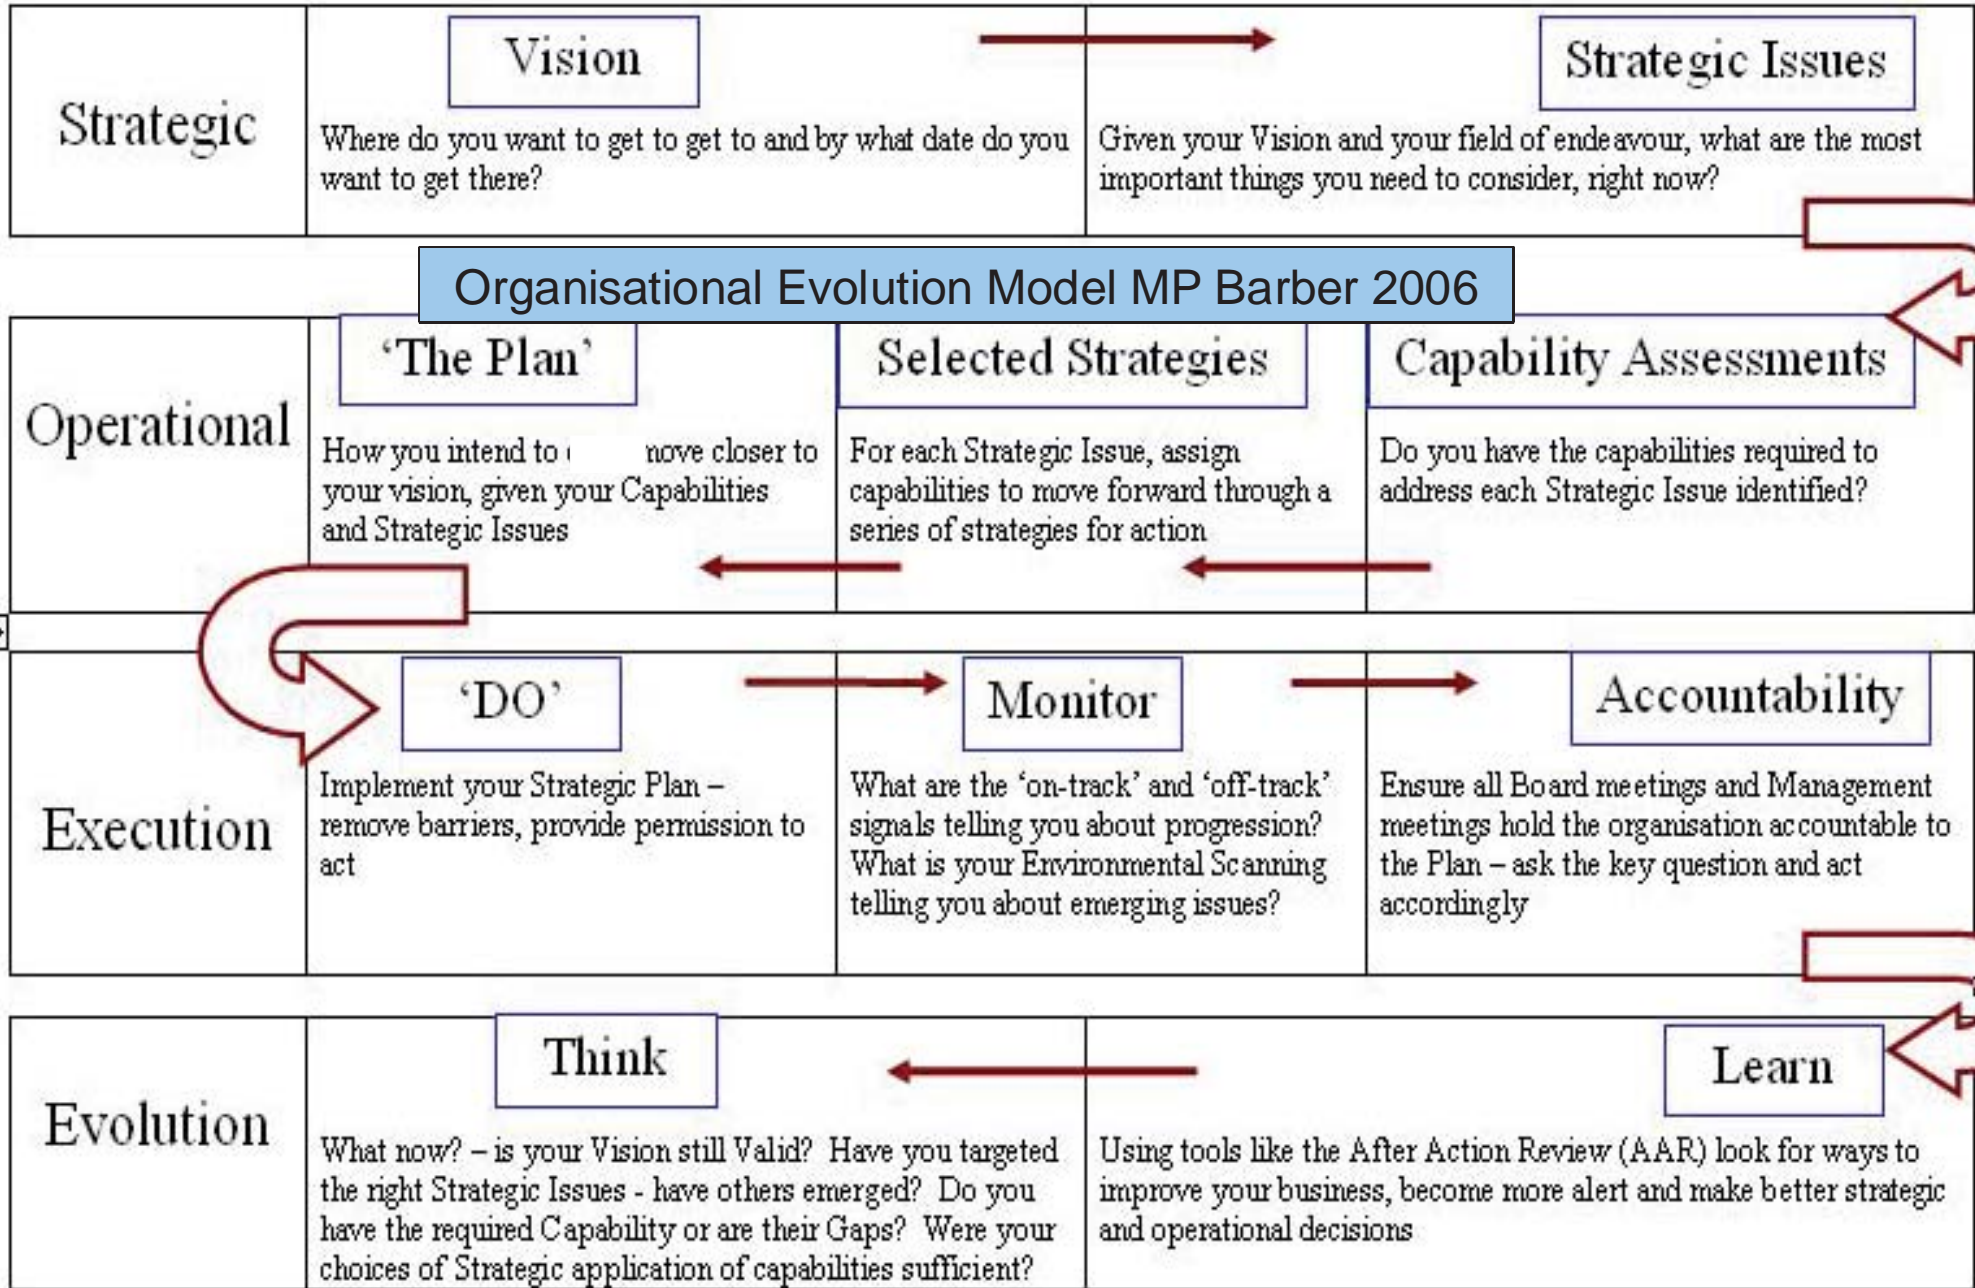 Strategic
Vision
Where do you want to get to get to and by what date do you
want to get there?
Strategic Issues
Given your Vision and your field of endeavour, what are the most
important things you need to consider, right now?
Organisational Evolution Model MP Barber 2006
Operational
‘The Plan’
How you intend to move closer to
your vision, given your Capabilities
and Strategic Issues
Selected Strategies
For each Strategic Issue, assign
capabilities to move forward through a
series of strategies for action
Capability Assessments
Do you have the capabilities required to
address each Strategic Issue identified?
Execution
‘DO’
Implement your Strategic Plan –
remove barriers, provide permission to
act
Monitor
What are the ‘on-track’ and ‘off-track’
signals telling you about progression?
What is your Environmental Scanning
telling you about emerging issues?
Accountability
Ensure all Board meetings and Management
meetings hold the organisation accountable to
the Plan – ask the key question and act
accordingly
Evolution
Think
What now? – is your Vision still Valid? Have you targeted
the right Strategic Issues - have others emerged? Do you
have the required Capability or are their Gaps? Were your
choices of Strategic application of capabilities sufficient?
Learn
Using tools like the After Action Review (AAR) look for ways to
improve your business, become more alert and make better strategic
and operational decisions